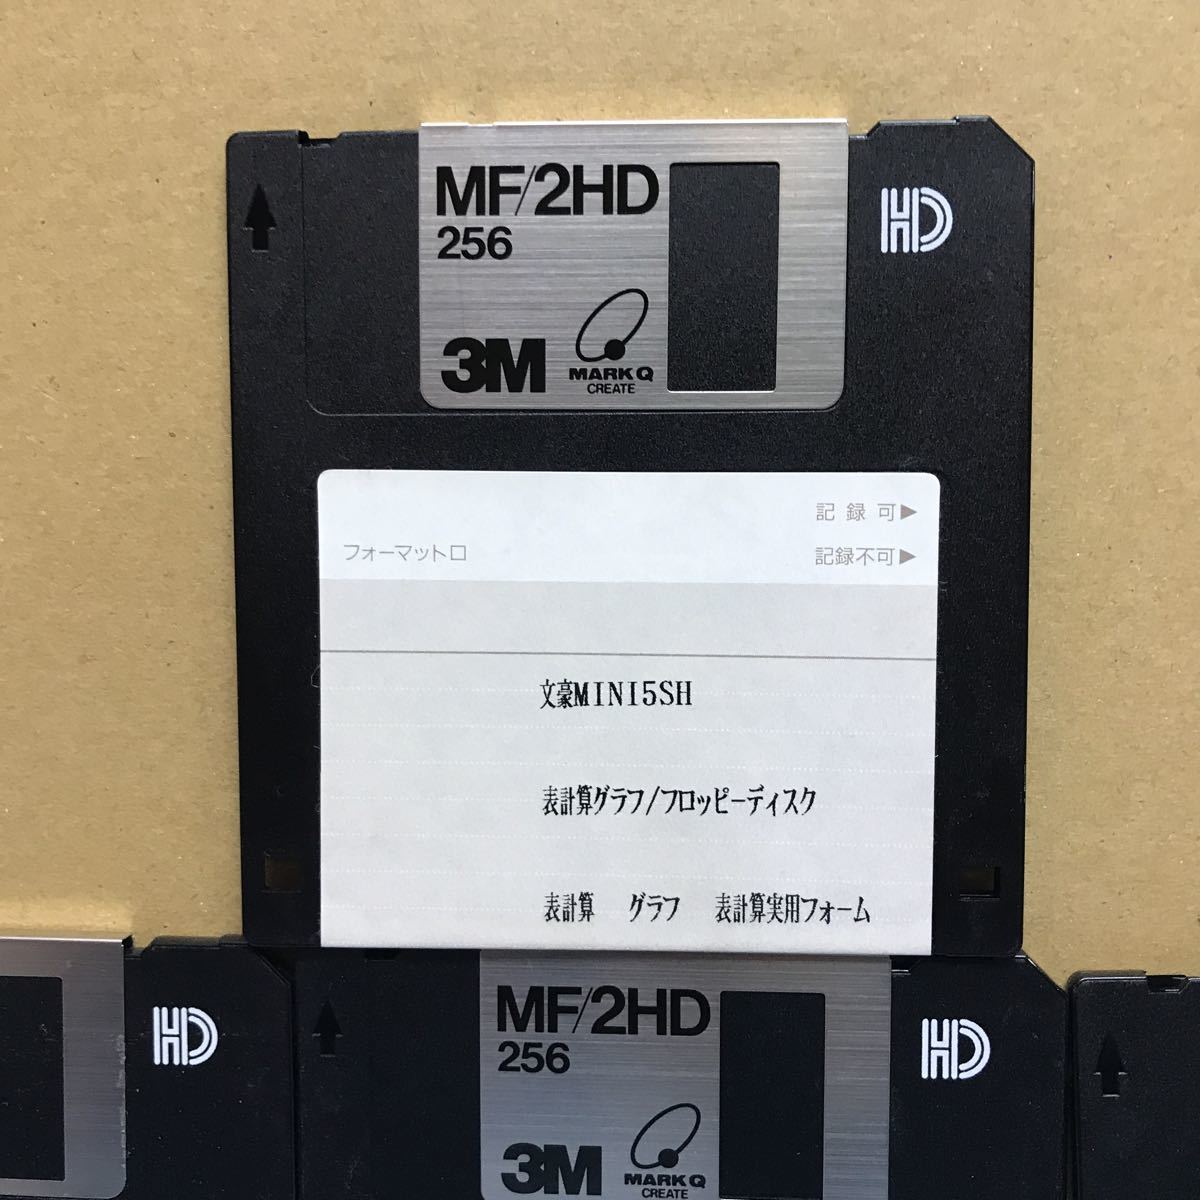 MF/2HD
256
3M
MARK Q
CREATE
HD
記録可▶
フォーマット口
記録不可▶
文豪MINI5SH
表計算グラフ/フロッピーディスク
表計算 グラフ 表計算実用フォーム
HD
MF/2HD
256
3M
MARK Q
CREATE
HD